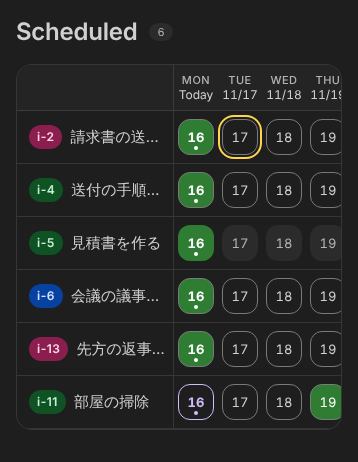 Scheduled 6
MON TUE WED THU
Today 11/17 11/18 11/19
i-2 請求書の送... 16 17 18 19
i-4 送付の手順... 16 17 18 19
i-5 見積書を作る 16 17 18 19
i-6 会議の議事... 16 17 18 19
i-13 先方の返事... 16 17 18 19
i-11 部屋の掃除 16 17 18 19